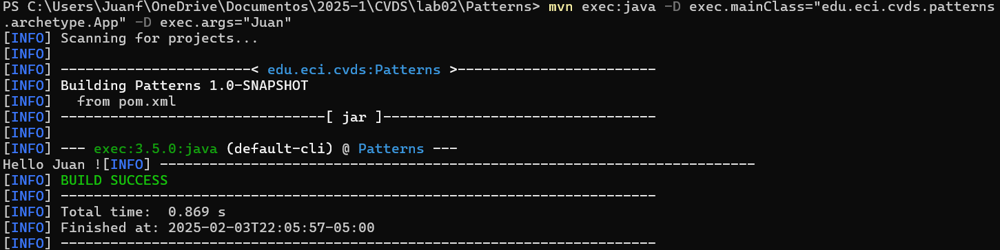 PS C:\Users\Juanf\OneDrive\Documentos\2025-1\CVDS\lab02\Patterns> mvn exec:java -D exec.mainClass="edu.eci.cvds.patterns
.archetype.App" -D exec.args="Juan"
[INFO] Scanning for projects...
[INFO]
[INFO] -----------------------< edu.eci.cvds:Patterns >------------------------
[INFO] Building Patterns 1.0-SNAPSHOT
[INFO]   from pom.xml
[INFO] --------------------------------[ jar ]---------------------------------
[INFO]
[INFO] --- exec:3.5.0:java (default-cli) @ Patterns ---
Hello Juan ![INFO] ------------------------------------------------------------------------
[INFO] BUILD SUCCESS
[INFO] ------------------------------------------------------------------------
[INFO] Total time:  0.869 s
[INFO] Finished at: 2025-02-03T22:05:57-05:00
[INFO] ------------------------------------------------------------------------